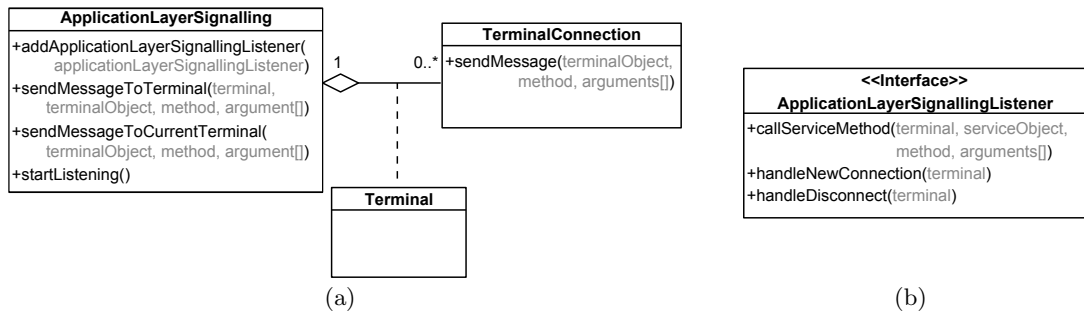 ApplicationLayerSignalling
+addApplicationLayerSignallingListener(
applicationLayerSignallingListener)
+sendMessageToTerminal(terminal,
terminalObject, method, argument[])
+sendMessageToCurrentTerminal(
terminalObject, method, argument[])
+startListening()
1
0..*
TerminalConnection
+sendMessage(terminalObject,
method, arguments[])
Terminal
(a)
<<Interface>>
ApplicationLayerSignallingListener
+callServiceMethod(terminal, serviceObject,
method, arguments[])
+handleNewConnection(terminal)
+handleDisconnect(terminal)
(b)